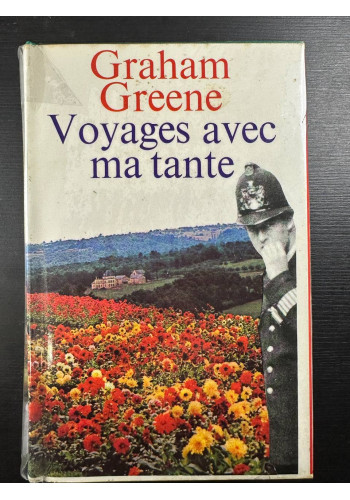 Graham
Greene
Voyages avec
ma tante